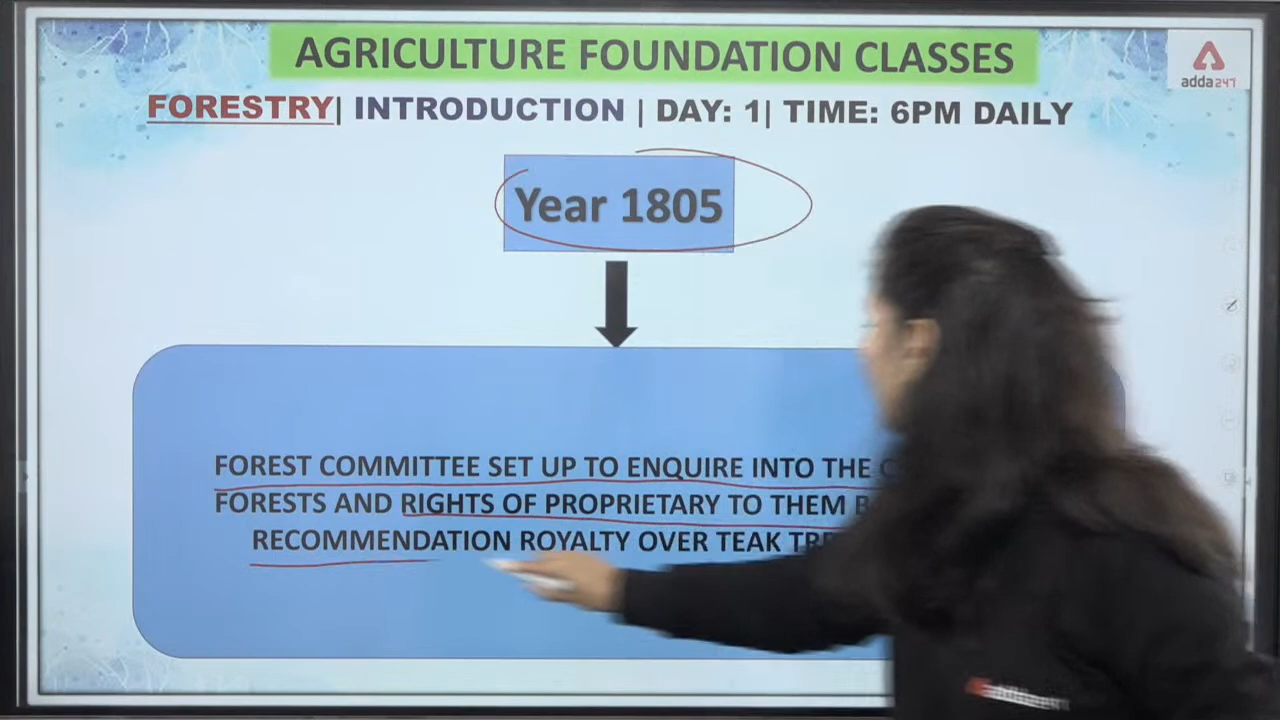 AGRICULTURE FOUNDATION CLASSES
adda247
FORESTRY| INTRODUCTION | DAY: 1| TIME: 6PM DAILY
Year 1805
FOREST COMMITTEE SET UP TO ENQUIRE INTO THE
FORESTS AND RIGHTS OF PROPRIETARY TO THEM
RECOMMENDATION ROYALTY OVER TEAK